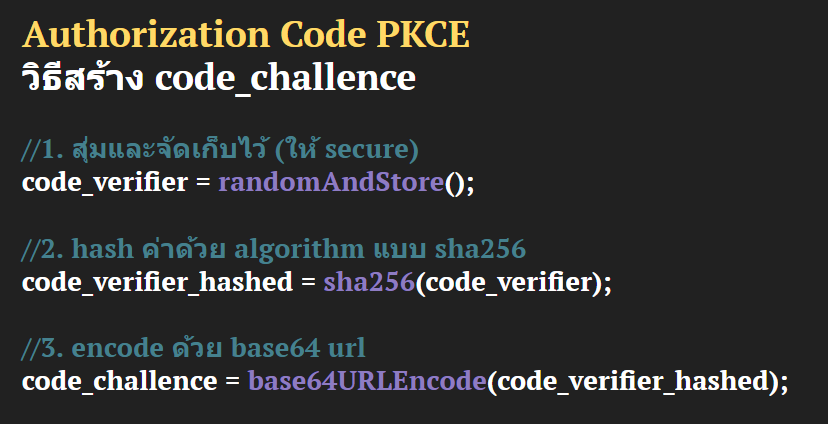 Authorization Code PKCE
วิธีสร้าง code_challence
//1. สุ่มและจัดเก็บไว้ (ให้ secure)
code_verifier = randomAndStore();
//2. hash ค่าด้วย algorithm แบบ sha256
code_verifier_hashed = sha256(code_verifier);
//3. encode ด้วย base64 url
code_challence = base64URLEncode(code_verifier_hashed);